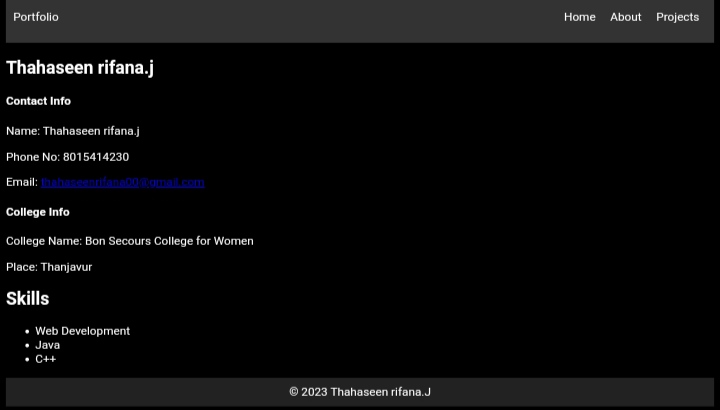 Portfolio Home About Projects
Thahaseen rifana.j
Contact Info
Name: Thahaseen rifana.j
Phone No: 8015414230
Email: thahaseenrifana00@gmail.com
College Info
College Name: Bon Secours College for Women
Place: Thanjavur
Skills
• Web Development
• Java
• C++
© 2023 Thahaseen rifana.J